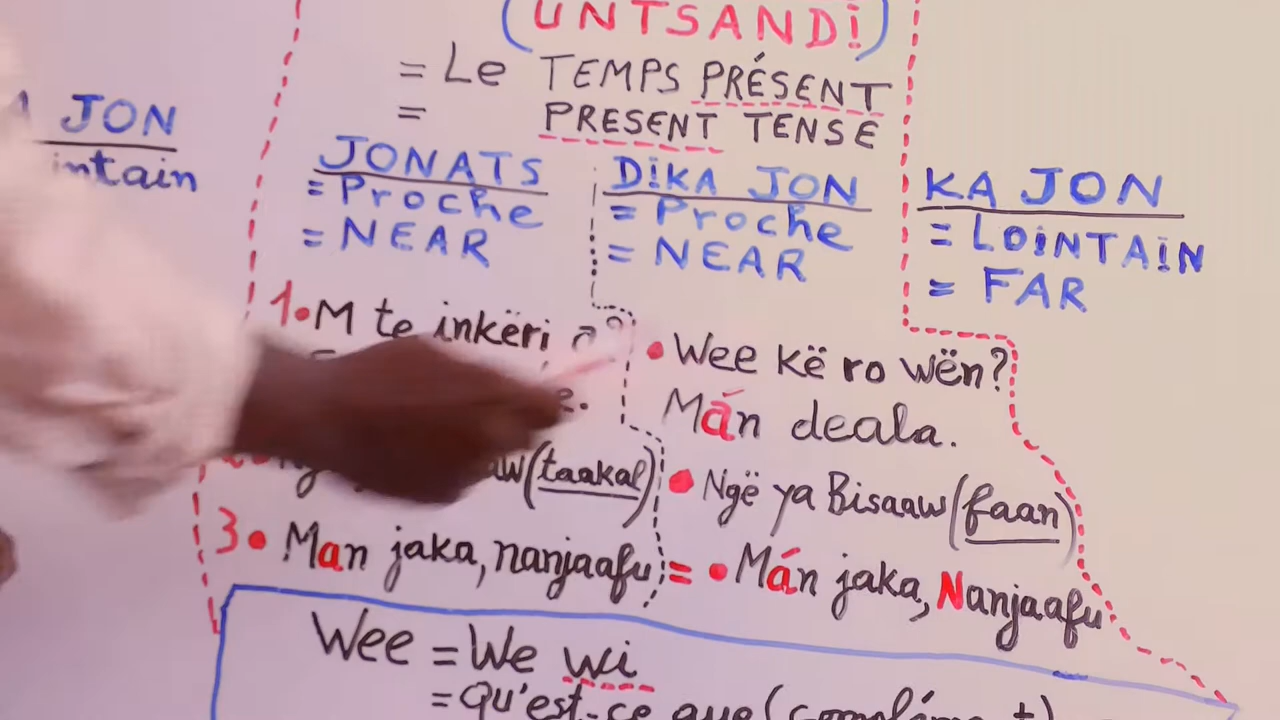 (UNTSANDi)
= Le TEMPS PRÉSENT
= PRESENT TENSE
JON
intain
JONATS
= Proche
= NEAR
1• M te inkëri
e.
aw (taakal)
3• Man jaka, nanjaafu
DiKA JON
= Proche
= NEAR
• Wee kë ro wën?
Mán deala.
• Ngë ya Bisaaw (faan)
= • Mán jaka, Nanjaafu
KA JON
= LOiNTAiN
= FAR
Wee = We wi
= qu'est-ce que (